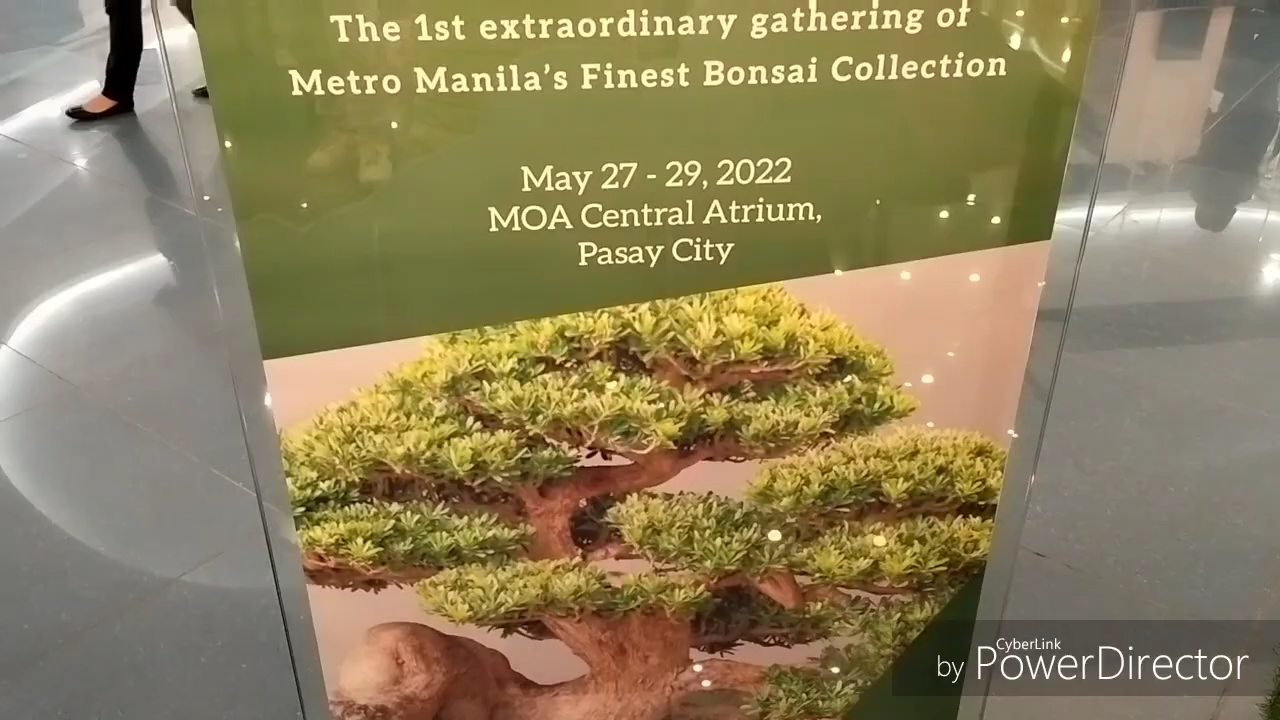 The 1st extraordinary gathering of
Metro Manila's Finest Bonsai Collection
May 27 - 29, 2022
MOA Central Atrium,
Pasay City
by CyberLink PowerDirector